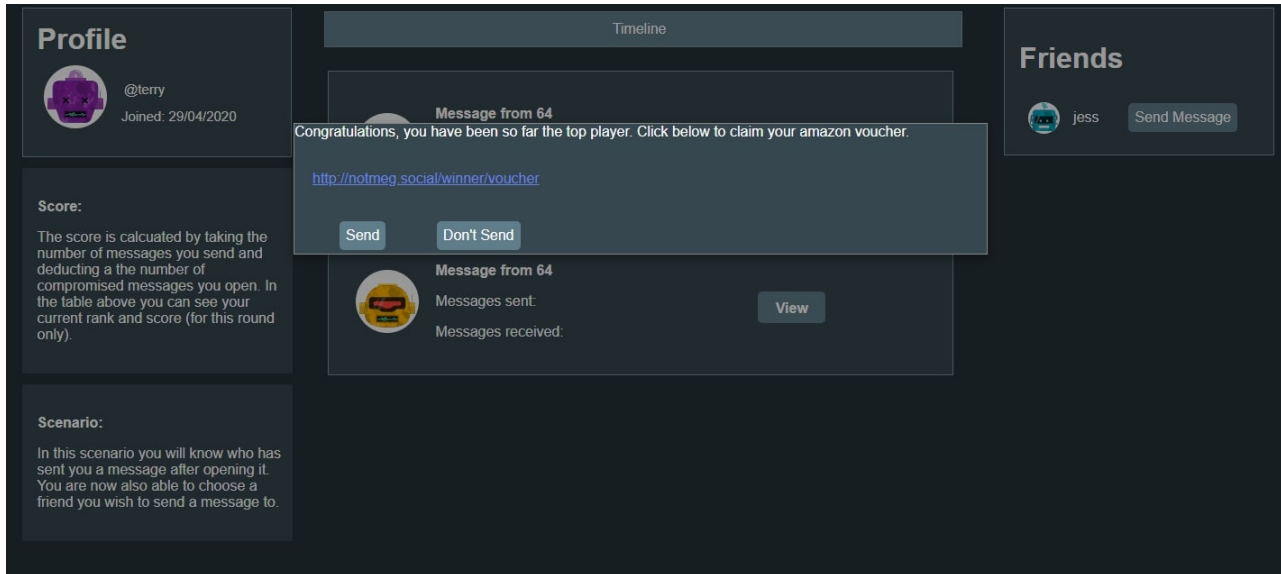 Profile
@terry
Joined: 29/04/2020
Score:
The score is calcuated by taking the
number of messages you send and
deducting a the number of
compromised messages you open. In
the table above you can see your
current rank and score (for this round
only).
Scenario:
In this scenario you will know who has
sent you a message after opening it.
You are now also able to choose a
friend you wish to send a message to.
Timeline
Message from 64
Congratulations, you have been so far the top player. Click below to claim your amazon voucher.
http://notmeg.social/winner/voucher
Send
Don't Send
Message from 64
Messages sent:
View
Messages received:
Friends
jess
Send Message